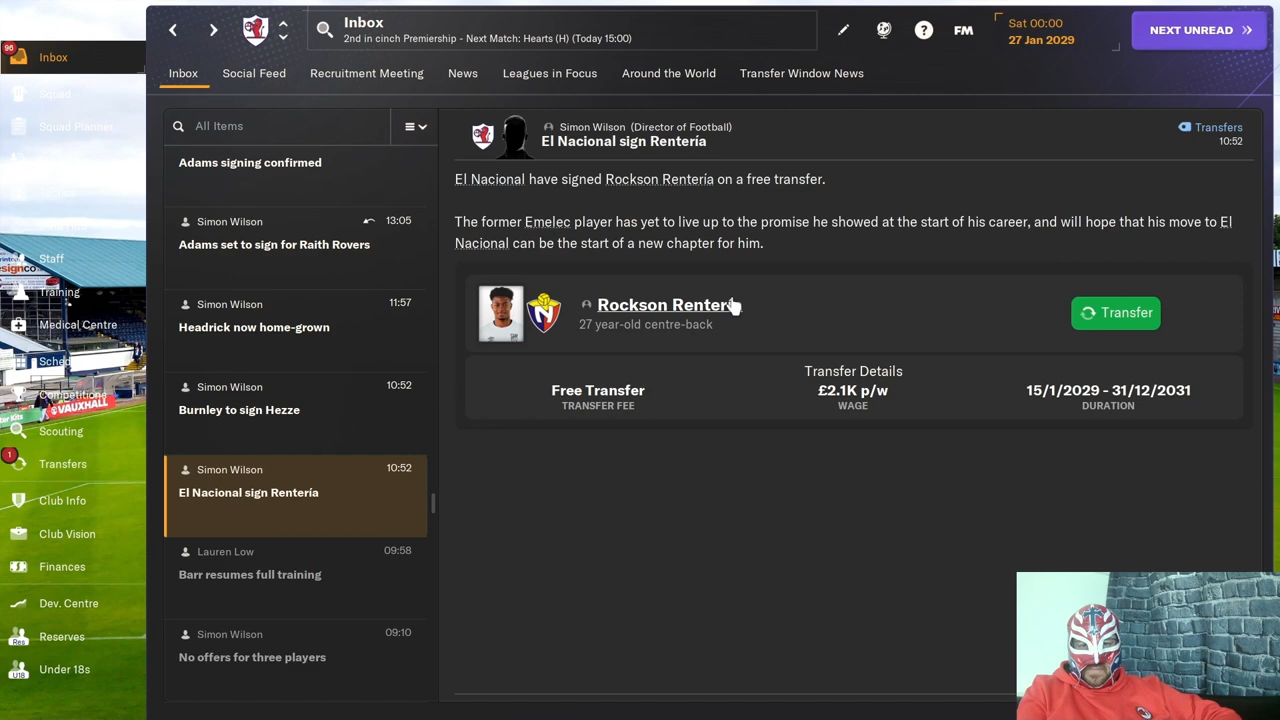 Inbox
2nd in cinch Premiership - Next Match: Hearts (H) (Today 15:00)
FM
Sat 00:00
27 Jan 2029
NEXT UNREAD
96
Inbox
Squad
Squad Planner
Staff
Training
Medical Centre
Sched
Competitions
VAUXHALL
Scouting
1
Transfers
Club Info
Club Vision
Finances
Dev. Centre
Res
Reserves
U18
Under 18s
Inbox
Social Feed
Recruitment Meeting
News
Leagues in Focus
Around the World
Transfer Window News
All Items
Adams signing confirmed
Simon Wilson
13:05
Adams set to sign for Raith Rovers
Simon Wilson
11:57
Headrick now home-grown
Simon Wilson
10:52
Burnley to sign Hezze
Simon Wilson
10:52
El Nacional sign Rentería
Lauren Low
09:58
Barr resumes full training
Simon Wilson
09:10
No offers for three players
Simon Wilson (Director of Football)
El Nacional sign Rentería
Transfers
10:52
El Nacional have signed Rockson Rentería on a free transfer.
The former Emelec player has yet to live up to the promise he showed at the start of his career, and will hope that his move to El
Nacional can be the start of a new chapter for him.
Rockson Renter
27 year-old centre-back
Transfer
Transfer Details
Free Transfer
TRANSFER FEE
£2.1K p/w
WAGE
15/1/2029 - 31/12/2031
DURATION